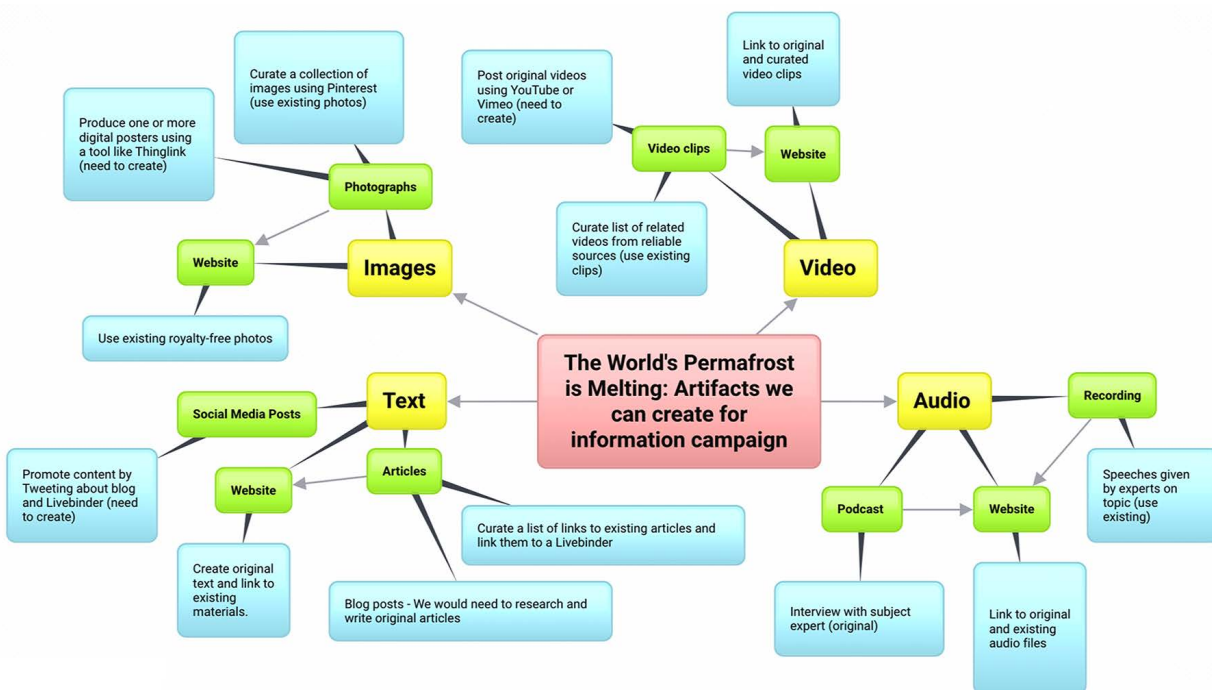 The World's Permafrost
is Melting: Artifacts we
can create for
information campaign
Images
Photographs
Curate a collection of
images using Pinterest
(use existing photos)
Produce one or more
digital posters using
a tool like Thinglink
(need to create)
Website
Use existing royalty-free photos
Video
Video clips
Post original videos
using YouTube or
Vimeo (need to
create)
Curate list of related
videos from reliable
sources (use existing
clips)
Website
Link to original
and curated
video clips
Text
Social Media Posts
Promote content by
Tweeting about blog
and Livebinder (need
to create)
Website
Create original
text and link to
existing
materials.
Articles
Curate a list of links to existing articles and
link them to a Livebinder
Blog posts - We would need to research and
write original articles
Audio
Recording
Speeches given
by experts on
topic (use
existing)
Podcast
Interview with subject
expert (original)
Website
Link to original
and existing
audio files